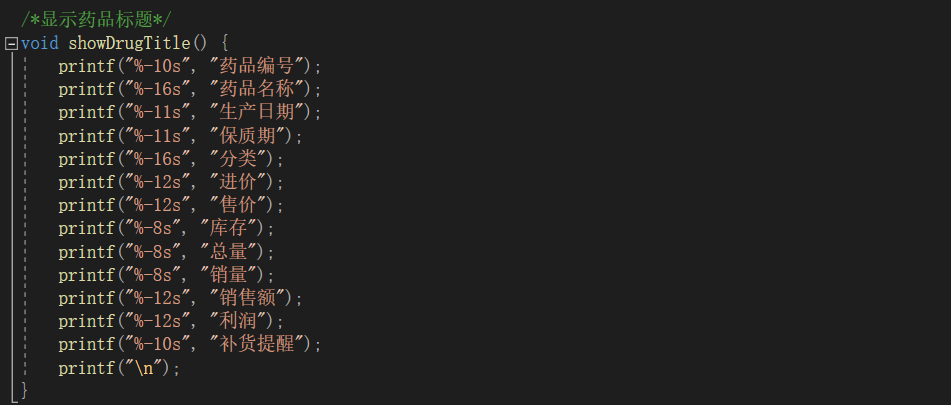 /*显示药品标题*/
void showDrugTitle() {
printf("%-10s", "药品编号");
printf("%-16s", "药品名称");
printf("%-11s", "生产日期");
printf("%-11s", "保质期");
printf("%-16s", "分类");
printf("%-12s", "进价");
printf("%-12s", "售价");
printf("%-8s", "库存");
printf("%-8s", "总量");
printf("%-8s", "销量");
printf("%-12s", "销售额");
printf("%-12s", "利润");
printf("%-10s", "补货提醒");
printf("\n");
}